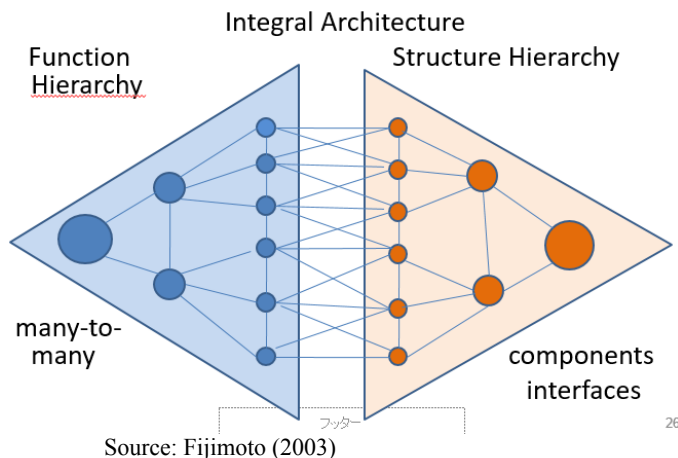 Integral Architecture
Function
Hierarchy
Structure Hierarchy
many-to-
many
components
interfaces
フッター
26
Source: Fijimoto (2003)